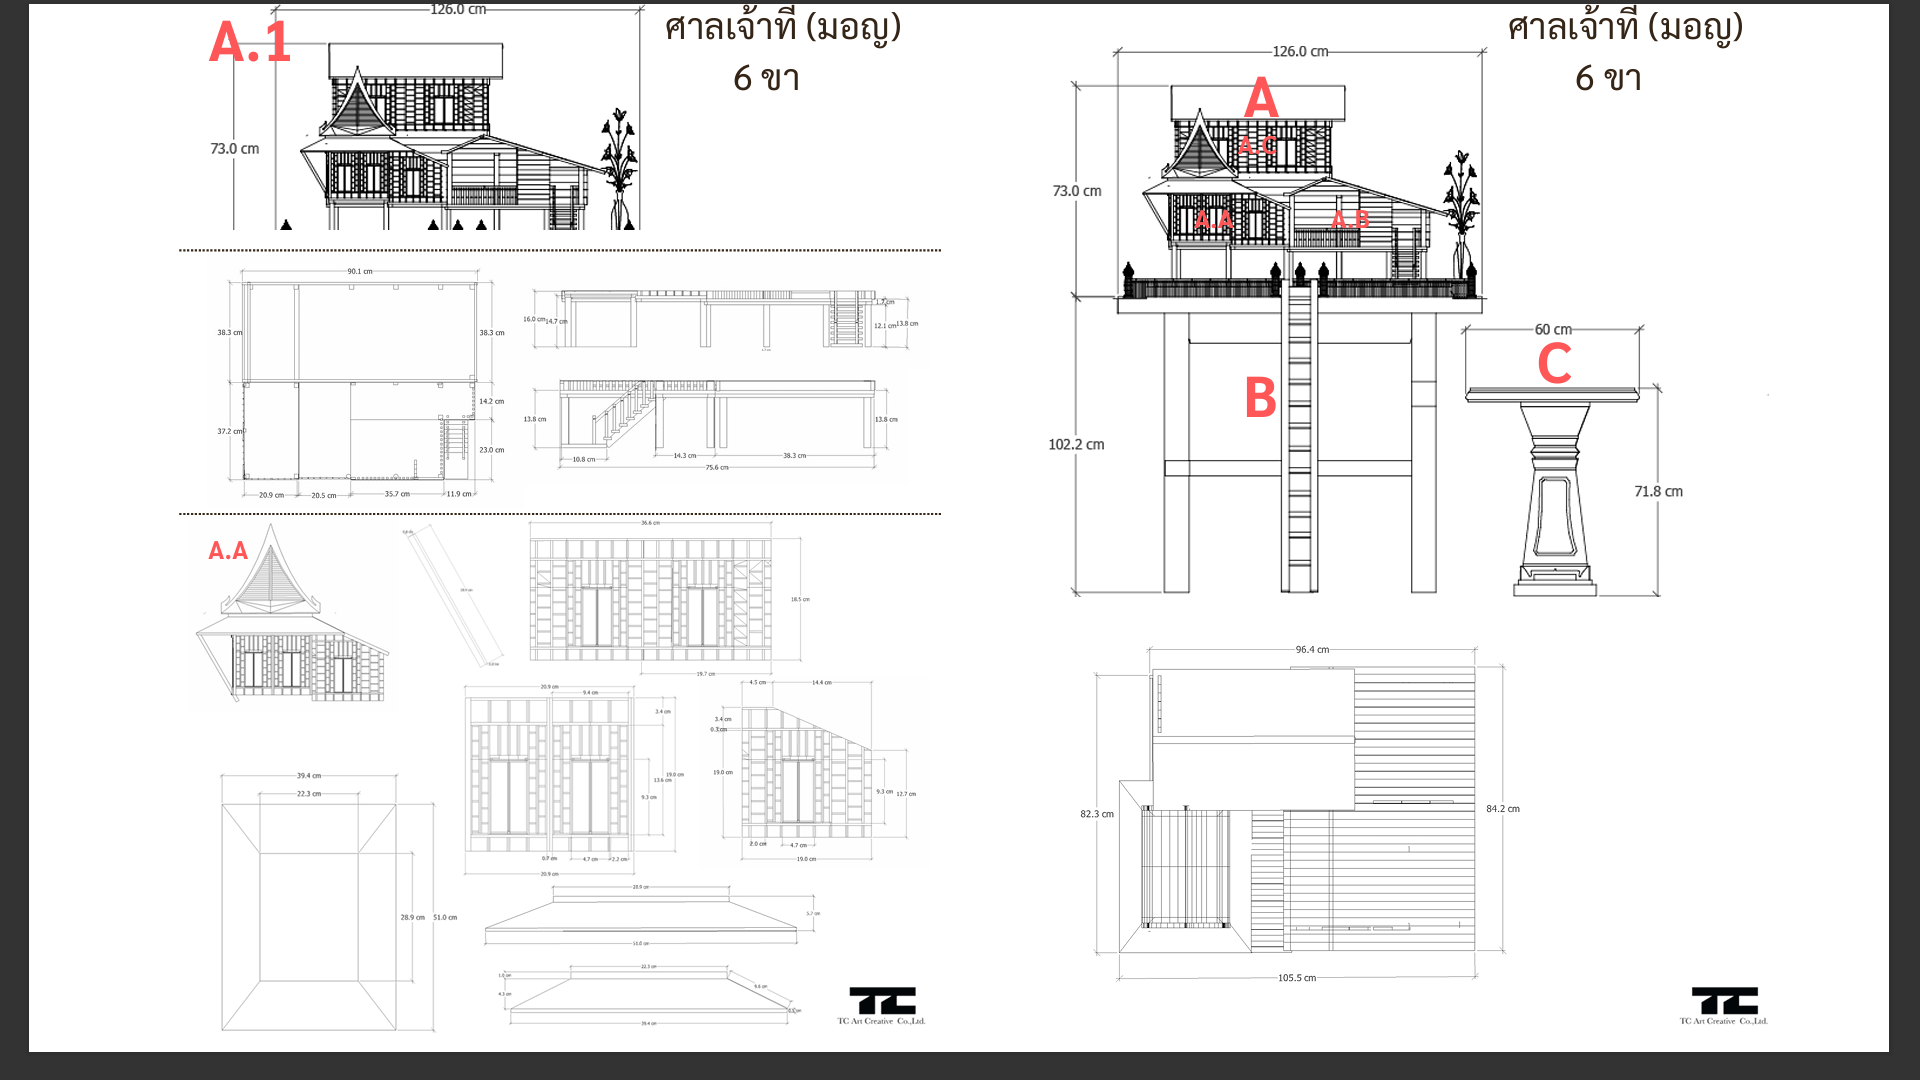 126.0 cm
A.1
73.0 cm
ศาลเจ้าที่ (มอญ)
6 ขา
90.1 cm
38.3 cm
38.3 cm
14.2 cm
37.2 cm
23.0 cm
20.9 cm
20.5 cm
35.7 cm
11.9 cm
16.0 cm
14.7 cm
1.7 cm
12.1 cm
13.8 cm
13.8 cm
13.8 cm
10.8 cm
14.3 cm
38.3 cm
75.6 cm
A.A
36.6 cm
18.5 cm
19.7 cm
20.9 cm
9.4 cm
3.4 cm
19.0 cm
13.6 cm
9.3 cm
0.7 cm
4.7 cm
2.2 cm
20.9 cm
4.5 cm
14.4 cm
3.4 cm
0.3 cm
19.0 cm
9.3 cm
12.7 cm
2.0 cm
4.7 cm
19.0 cm
39.4 cm
22.3 cm
28.9 cm
51.0 cm
28.9 cm
5.7 cm
22.3 cm
4.3 cm
9.6 cm
39.4 cm
TC
TC Art Creative Co.,Ltd.
ศาลเจ้าที่ (มอญ)
6 ขา
126.0 cm
A
A.C
73.0 cm
A.A
A.B
60 cm
C
B
102.2 cm
71.8 cm
96.4 cm
82.3 cm
84.2 cm
105.5 cm
TC
TC Art Creative Co.,Ltd.